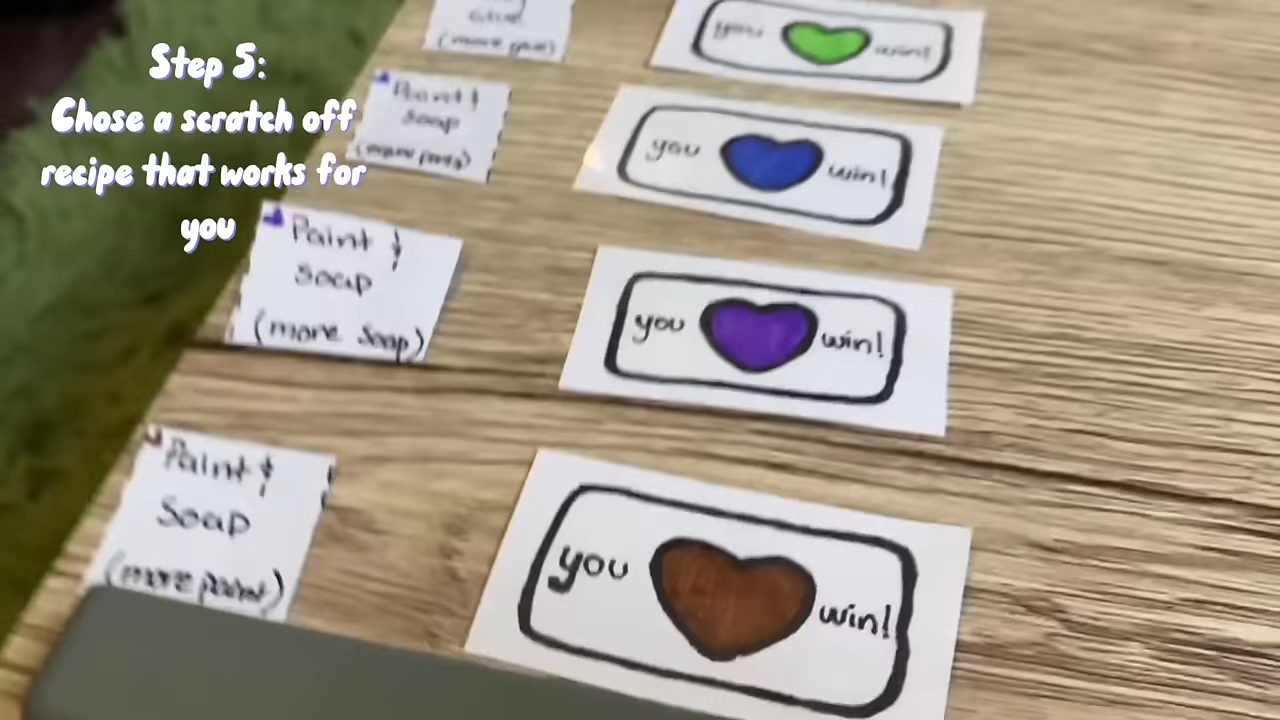 Step 5:
Chose a scratch off
recipe that works for
you
Glue
you win!
Paint &
soap
you win!
Paint &
soap
(more soap)
you win!
Paint &
soap
(more paint)
you win!